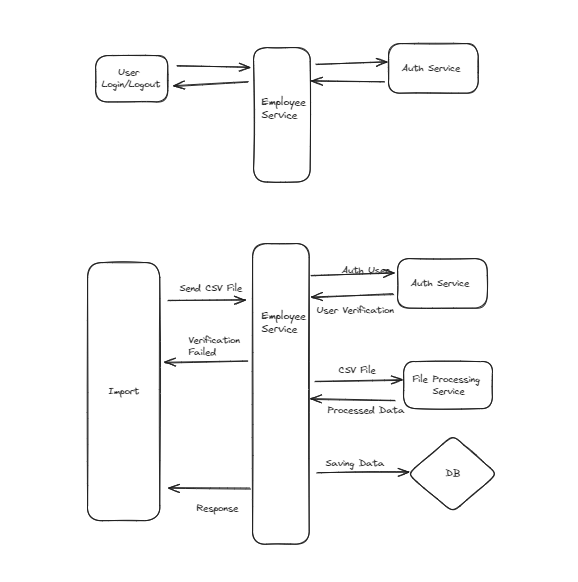 User
Login/Logout
Employee
Service
Auth Service
Import
Send CSV File
Verification
Failed
Response
Employee
Service
Auth User
User Verification
Auth Service
CSV File
Processed Data
File Processing
Service
Saving Data
DB